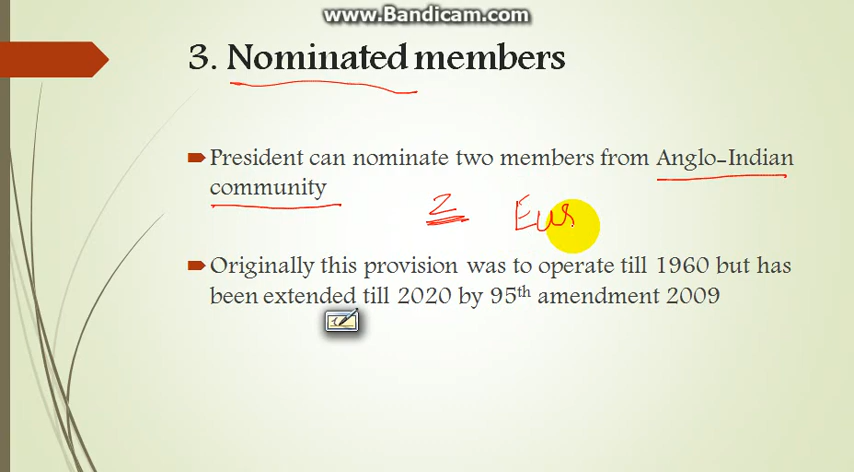 www.Bandicam.com
3. Nominated members
President can nominate two members from Anglo-Indian
community
2 Eur
Originally this provision was to operate till 1960 but has
been extended till 2020 by 95th amendment 2009